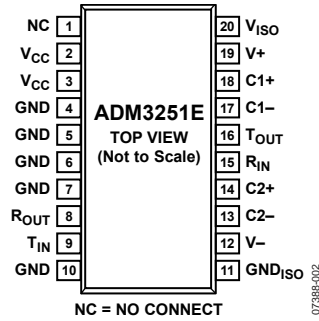 NC 1
VCC 2
VCC 3
GND 4
GND 5
GND 6
GND 7
ROUT 8
TIN 9
GND 10
ADM3251E
TOP VIEW
(Not to Scale)
20 VISO
19 V+
18 C1+
17 C1–
16 TOUT
15 RIN
14 C2+
13 C2–
12 V–
11 GNDISO
NC = NO CONNECT
07388-002